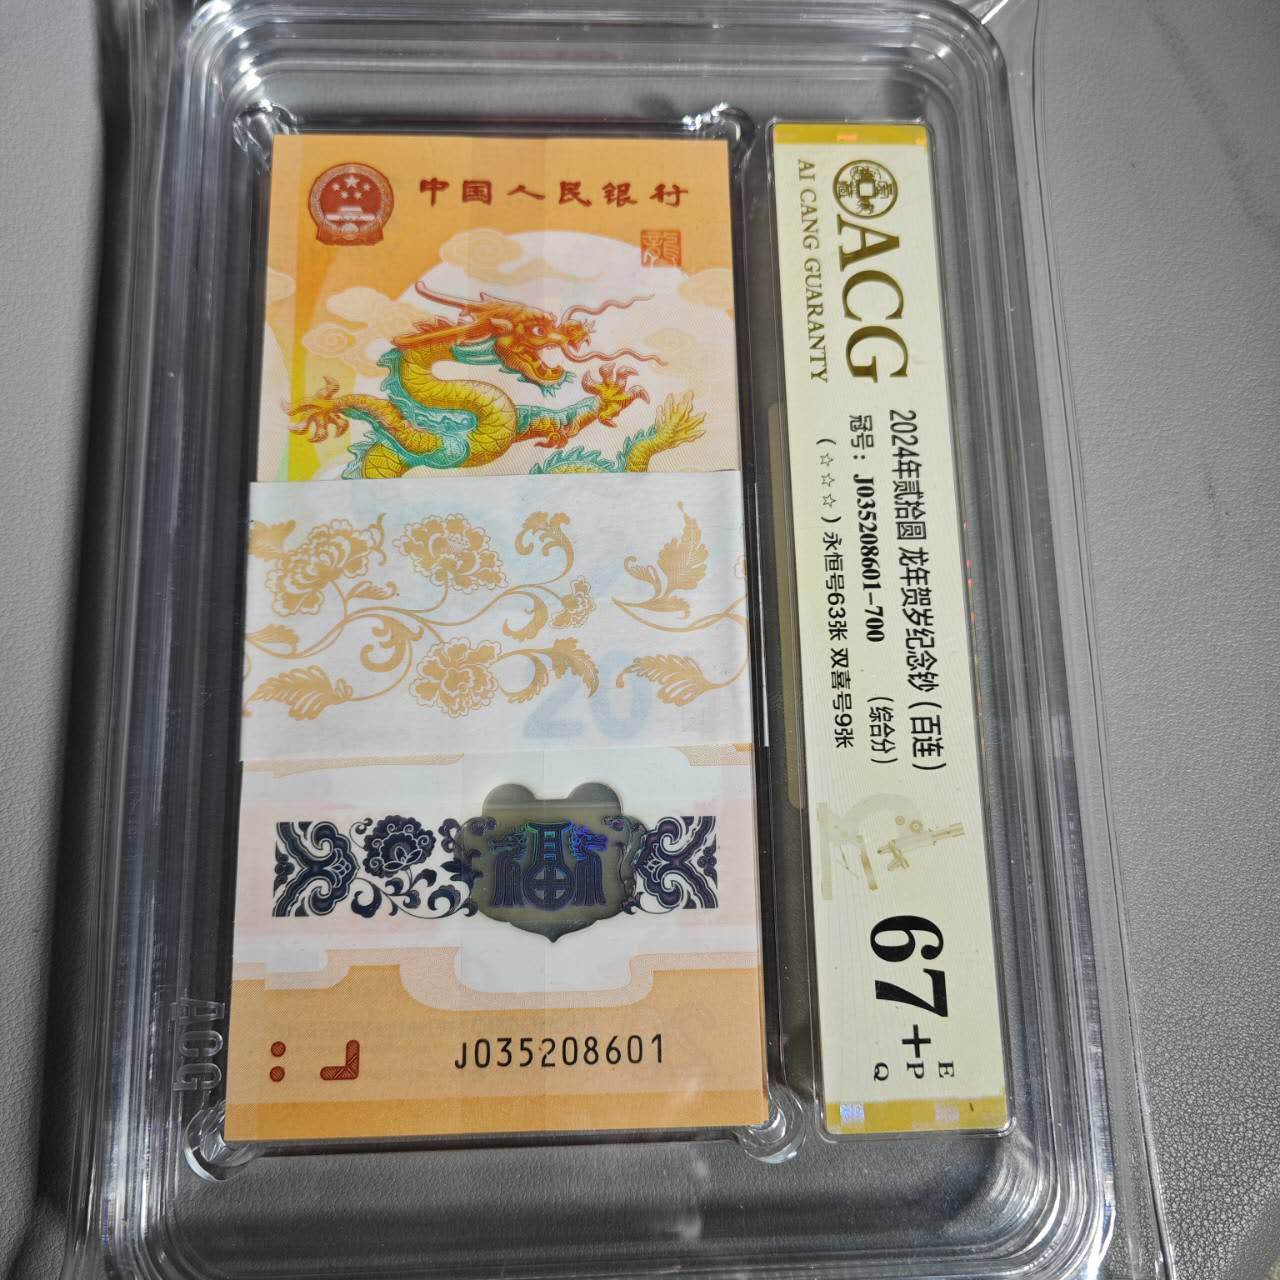 中国人民银行
龍
20
J035208601
ACG
AI CANG GUARANTY
2024年贰拾圆 龙年贺岁纪念钞（百连）
冠号：J035208601-700 （综合分）
（☆☆☆）永恒号63张 双喜号9张
67+
E
P
Q
ACG